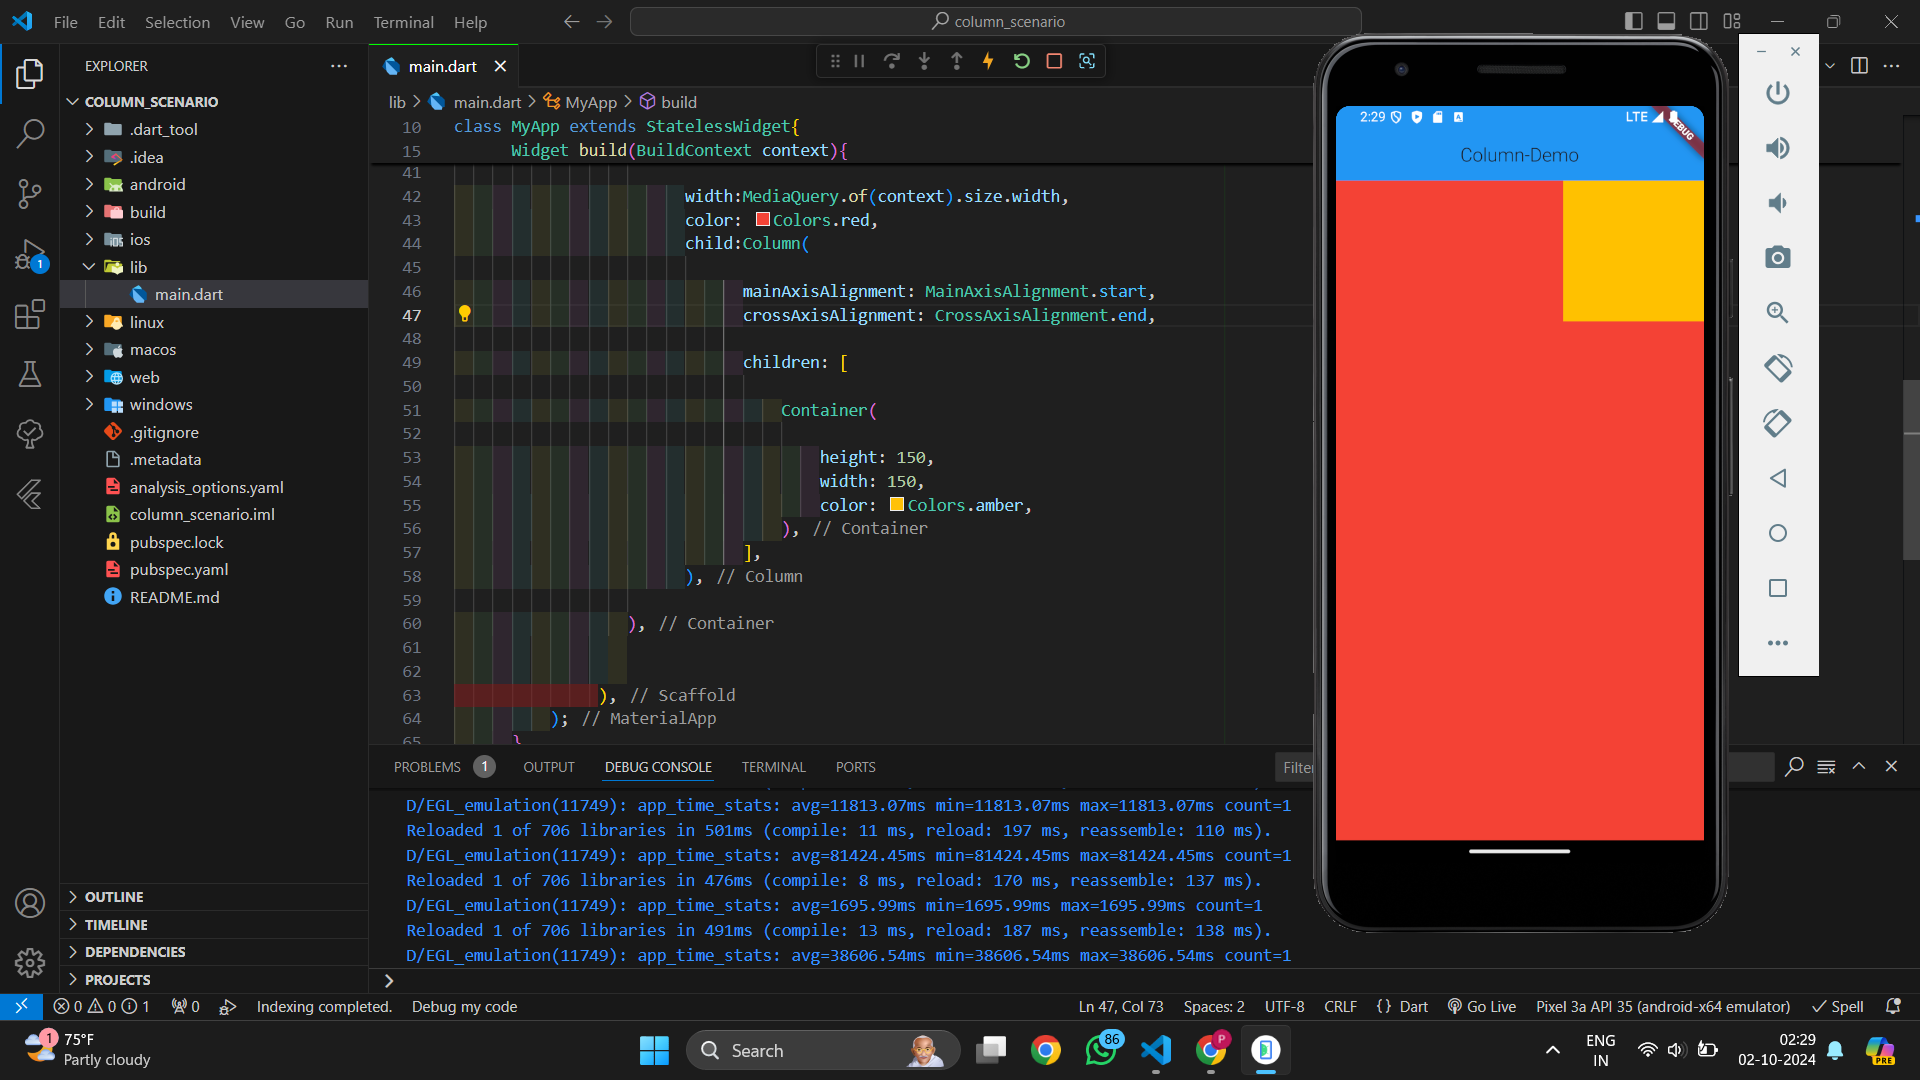 File Edit Selection View Go Run Terminal Help
column_scenario
EXPLORER
main.dart
COLUMN_SCENARIO
.dart_tool
.idea
android
build
ios
lib
main.dart
linux
macos
web
windows
.gitignore
.metadata
analysis_options.yaml
column_scenario.iml
pubspec.lock
pubspec.yaml
README.md
OUTLINE
TIMELINE
DEPENDENCIES
PROJECTS
1
lib > main.dart > MyApp > build
10 class MyApp extends StatelessWidget{
15 Widget build(BuildContext context){
41
42 width:MediaQuery.of(context).size.width,
43 color: Colors.red,
44 child:Column(
45
46 mainAxisAlignment: MainAxisAlignment.start,
47 crossAxisAlignment: CrossAxisAlignment.end,
48
49 children: [
50
51 Container(
52
53 height: 150,
54 width: 150,
55 color: Colors.amber,
56 ), // Container
57 ],
58 ), // Column
59
60 ), // Container
61
62
63 ), // Scaffold
64 ); // MaterialApp
65 }
PROBLEMS 1 OUTPUT DEBUG CONSOLE TERMINAL PORTS
Filter
D/EGL_emulation(11749): app_time_stats: avg=11813.07ms min=11813.07ms max=11813.07ms count=1
Reloaded 1 of 706 libraries in 501ms (compile: 11 ms, reload: 197 ms, reassemble: 110 ms).
D/EGL_emulation(11749): app_time_stats: avg=81424.45ms min=81424.45ms max=81424.45ms count=1
Reloaded 1 of 706 libraries in 476ms (compile: 8 ms, reload: 170 ms, reassemble: 137 ms).
D/EGL_emulation(11749): app_time_stats: avg=1695.99ms min=1695.99ms max=1695.99ms count=1
Reloaded 1 of 706 libraries in 491ms (compile: 13 ms, reload: 187 ms, reassemble: 138 ms).
D/EGL_emulation(11749): app_time_stats: avg=38606.54ms min=38606.54ms max=38606.54ms count=1
2:29 LTE
Column-Demo
0 0 1 0 Indexing completed. Debug my code
Ln 47, Col 73 Spaces: 2 UTF-8 CRLF {} Dart Go Live Pixel 3a API 35 (android-x64 emulator) Spell
1
75°F
Partly cloudy
Search
86
P
ENG
IN
02:29
02-10-2024
PRE